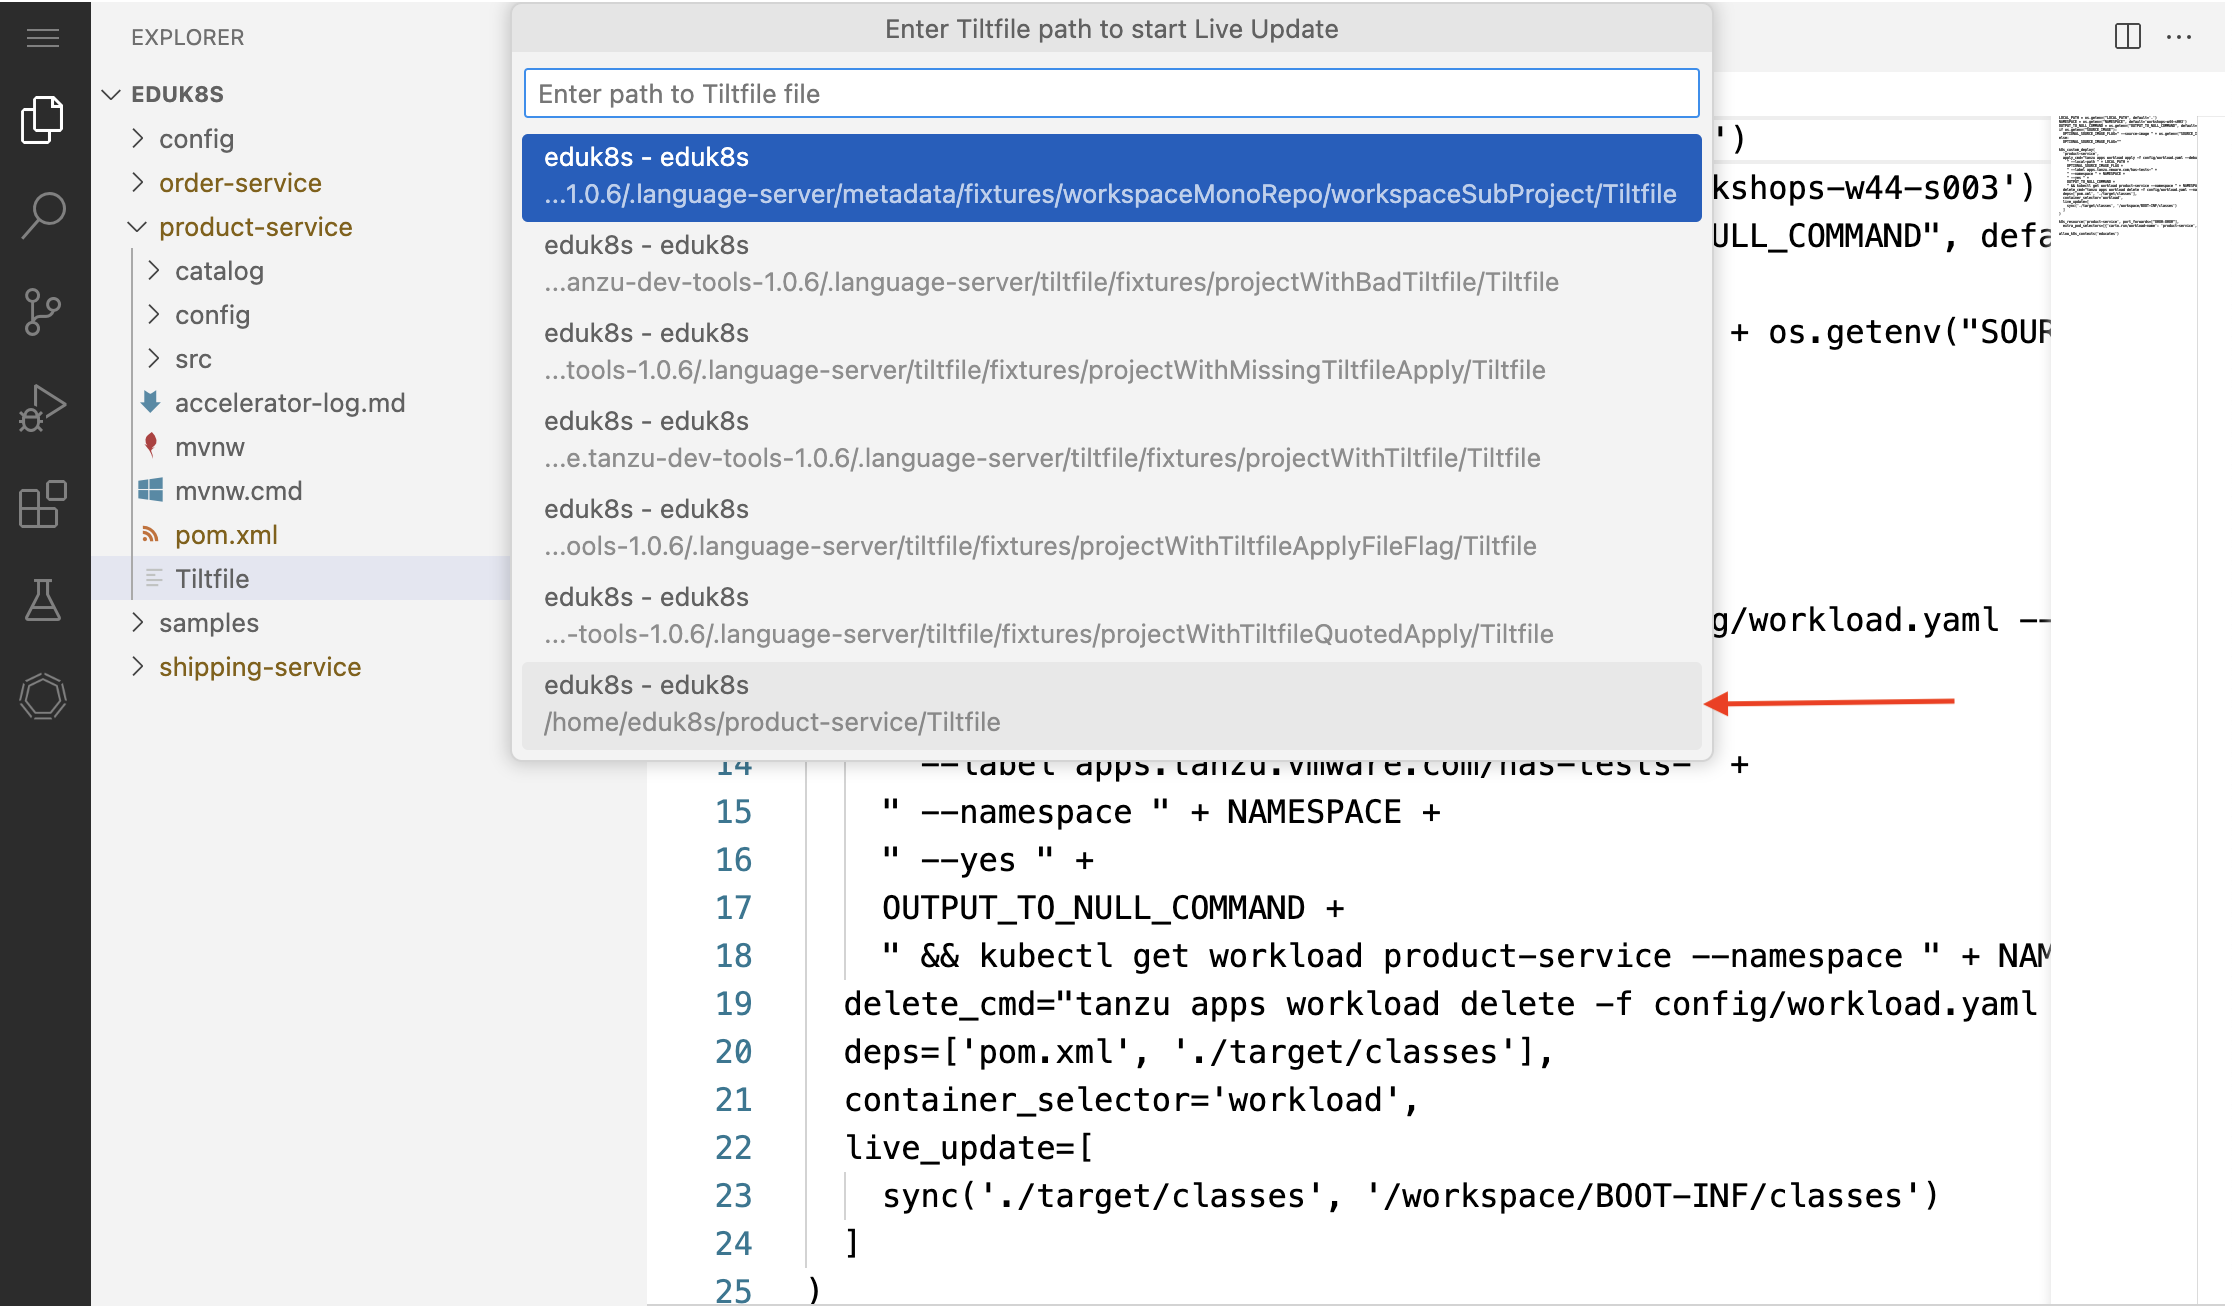 Enter Tiltfile path to start Live Update
Enter path to Tiltfile file
eduk8s - eduk8s
...1.0.6/.language-server/metadata/fixtures/workspaceMonoRepo/workspaceSubProject/Tiltfile
eduk8s - eduk8s
...anzu-dev-tools-1.0.6/.language-server/tiltfile/fixtures/projectWithBadTiltfile/Tiltfile
eduk8s - eduk8s
...tools-1.0.6/.language-server/tiltfile/fixtures/projectWithMissingTiltfileApply/Tiltfile
eduk8s - eduk8s
...e.tanzu-dev-tools-1.0.6/.language-server/tiltfile/fixtures/projectWithTiltfile/Tiltfile
eduk8s - eduk8s
...ools-1.0.6/.language-server/tiltfile/fixtures/projectWithTiltfileApplyFileFlag/Tiltfile
eduk8s - eduk8s
...-tools-1.0.6/.language-server/tiltfile/fixtures/projectWithTiltfileQuotedApply/Tiltfile
eduk8s - eduk8s
/home/eduk8s/product-service/Tiltfile
EXPLORER
EDUK8S
config
order-service
product-service
catalog
config
src
accelerator-log.md
mvnw
mvnw.cmd
pom.xml
Tiltfile
samples
shipping-service
')
kshops-w44-s003')
ULL_COMMAND", defa
+ os.getenv("SOUR
g/workload.yaml --
14 --label apps.tanzu.vmware.com/has-tests- +
15 " --namespace " + NAMESPACE +
16 " --yes " +
17 OUTPUT_TO_NULL_COMMAND +
18 " && kubectl get workload product-service --namespace " + NAM
19 delete_cmd="tanzu apps workload delete -f config/workload.yaml
20 deps=['pom.xml', './target/classes'],
21 container_selector='workload',
22 live_update=[
23 sync('./target/classes', '/workspace/BOOT-INF/classes')
24 ]
25 )